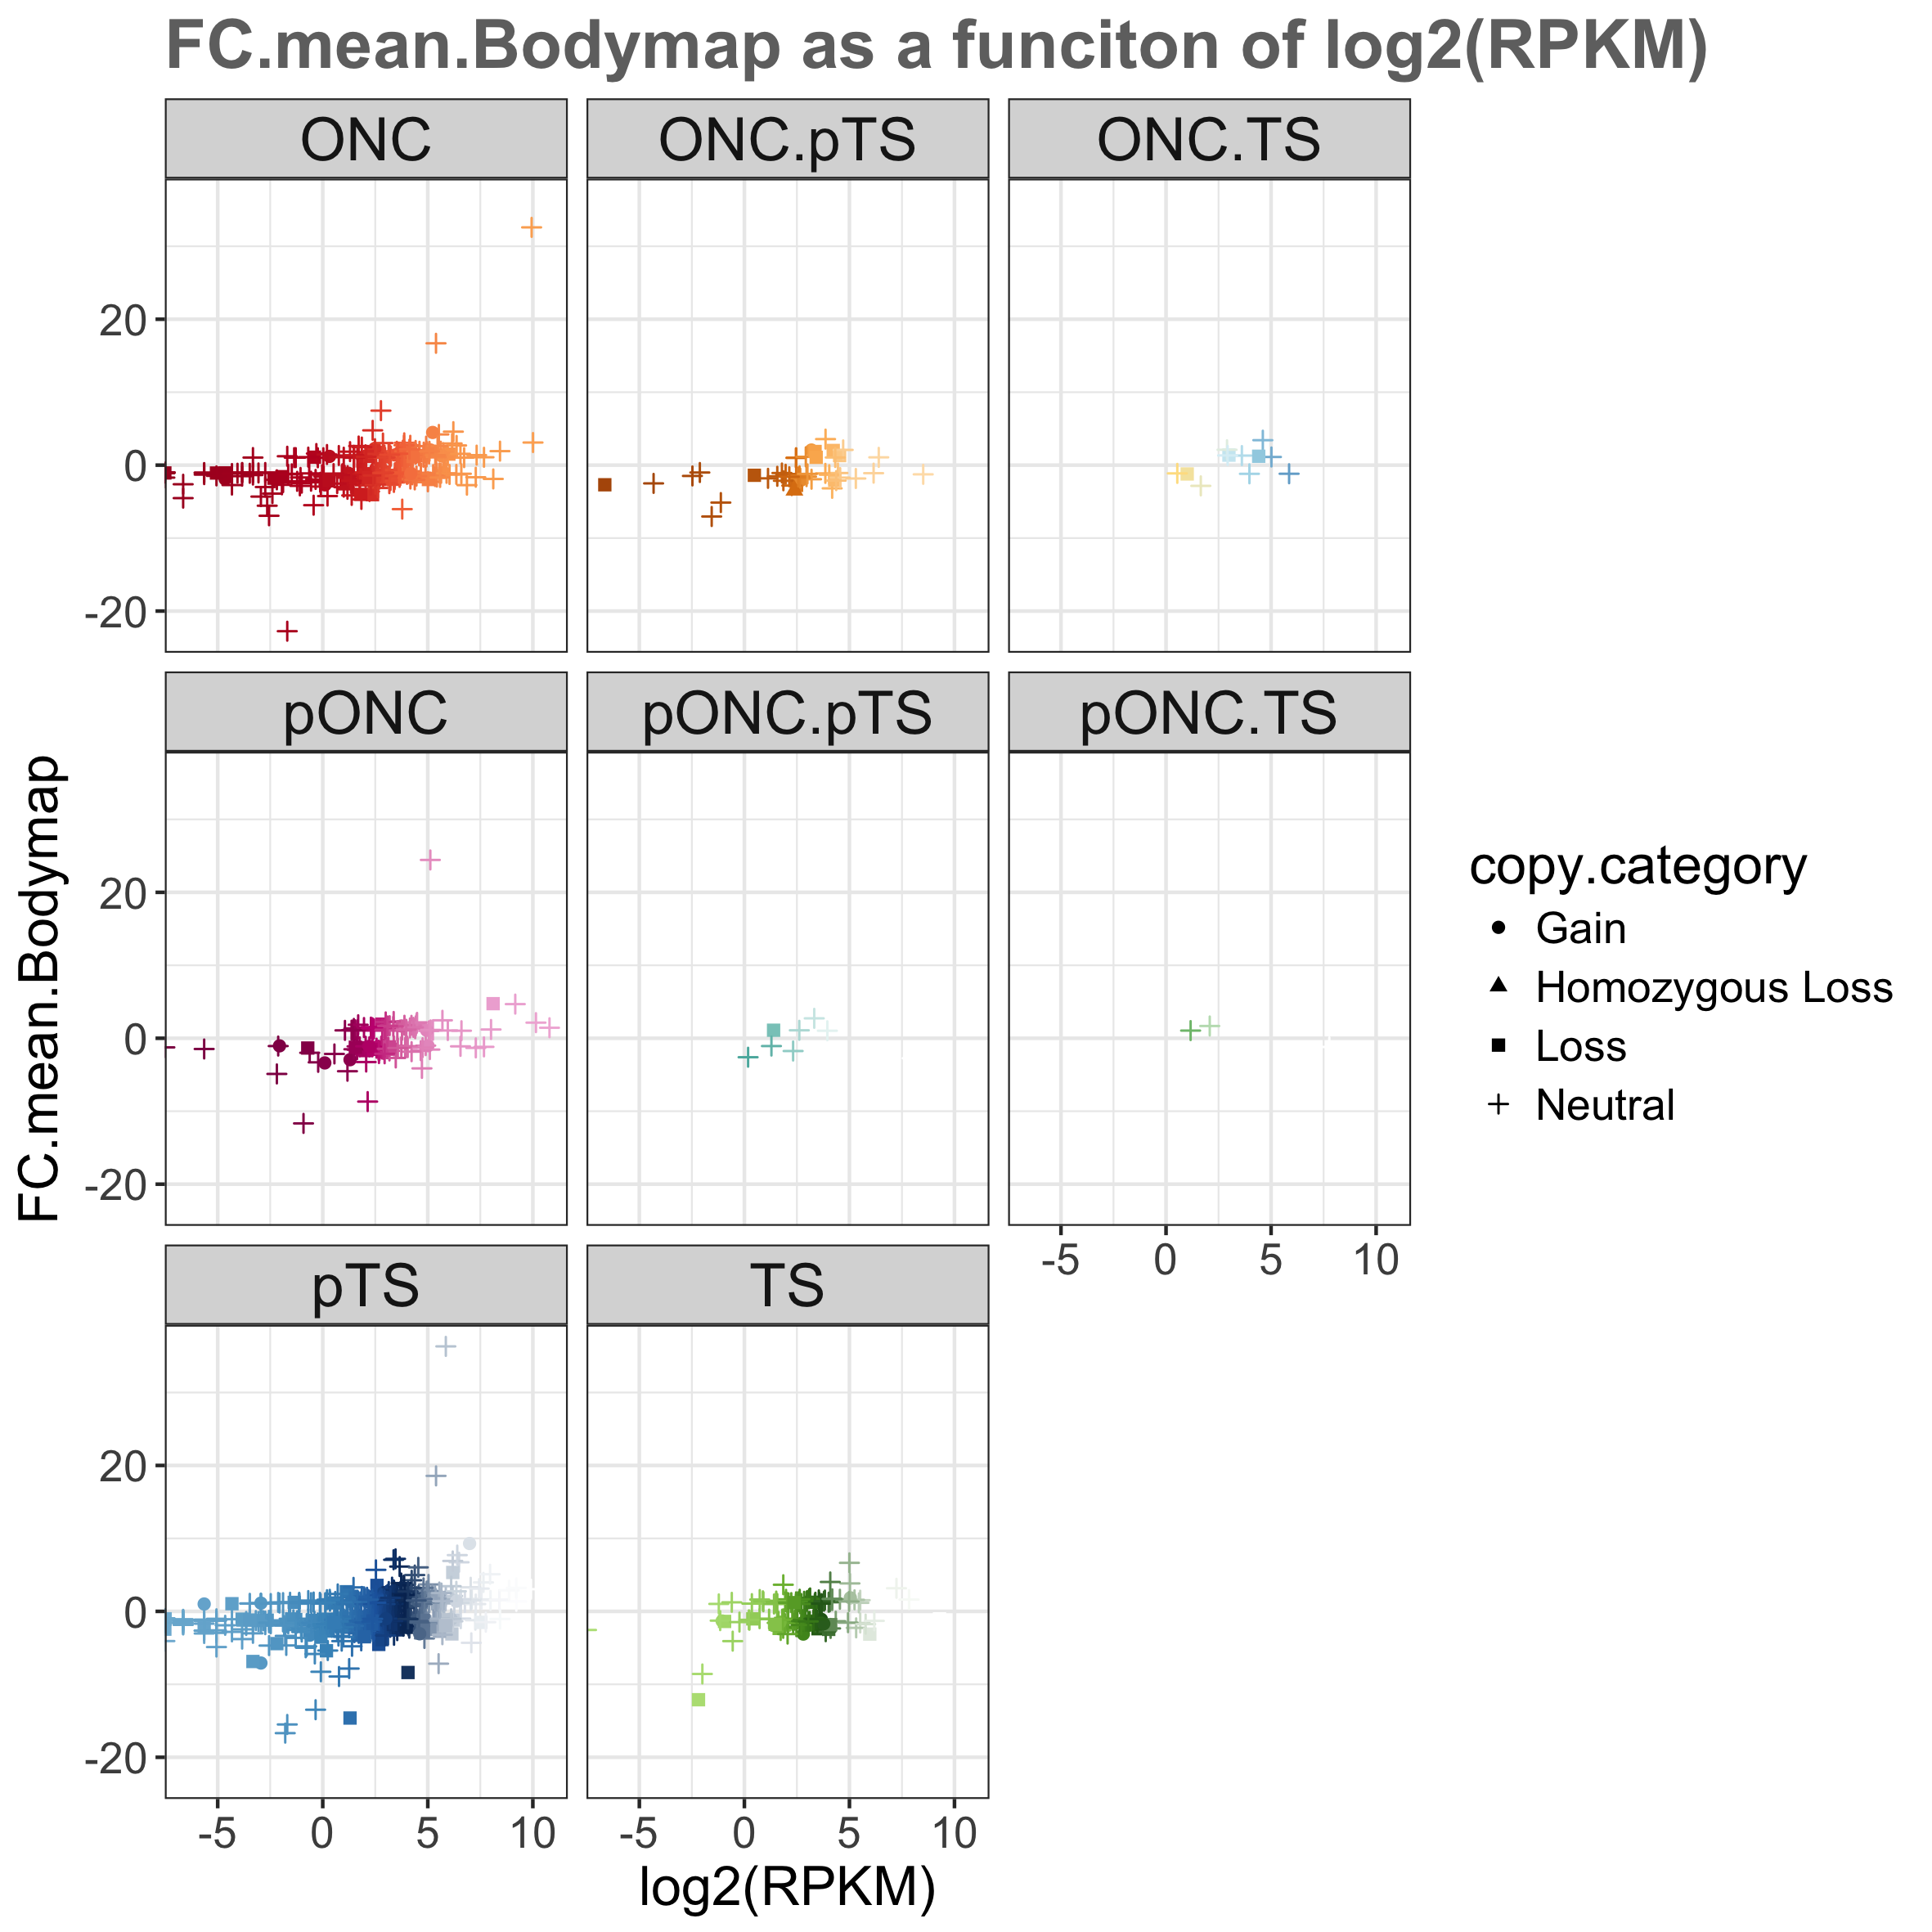 FC.mean.Bodymap as a funciton of log2(RPKM)
ONC
ONC.pTS
ONC.TS
20
0
-20
pONC
pONC.pTS
pONC.TS
20
0
-20
-5 0 5 10
pTS
TS
20
0
-20
-5 0 5 10
-5 0 5 10
log2(RPKM)
FC.mean.Bodymap
copy.category
Gain
Homozygous Loss
Loss
Neutral